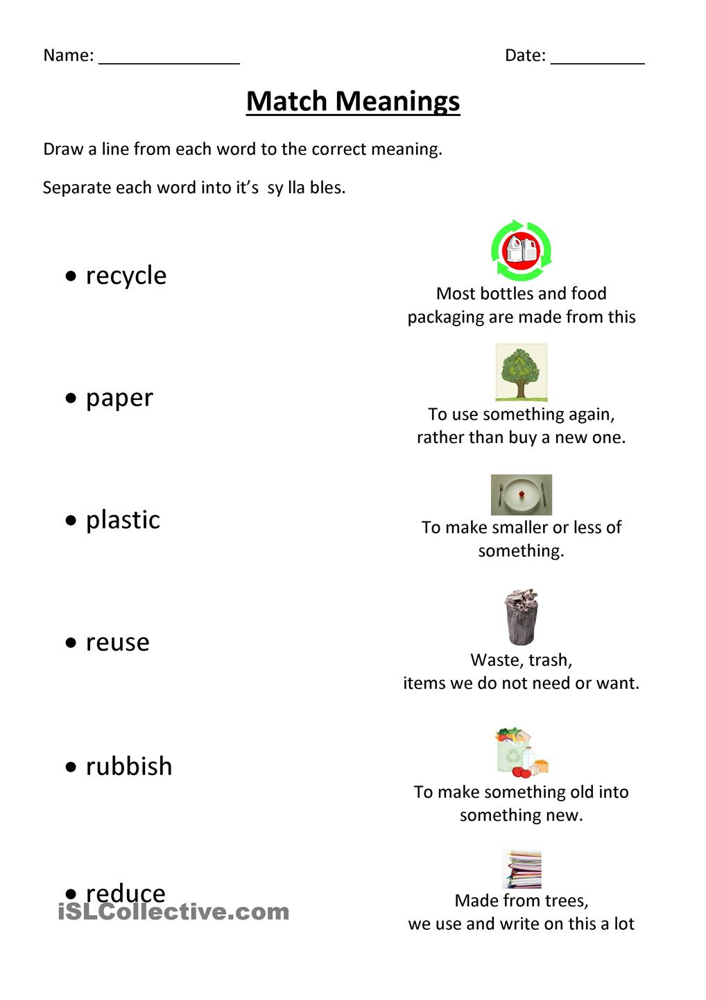 Name: _______________ Date: __________
Match Meanings
Draw a line from each word to the correct meaning.
Separate each word into it’s  sy lla bles.
• recycle
Most bottles and food
packaging are made from this
• paper
To use something again,
rather than buy a new one.
• plastic
To make smaller or less of
something.
• reuse
Waste, trash,
items we do not need or want.
• rubbish
To make something old into
something new.
• reduce
iSLCollective.com
Made from trees,
we use and write on this a lot